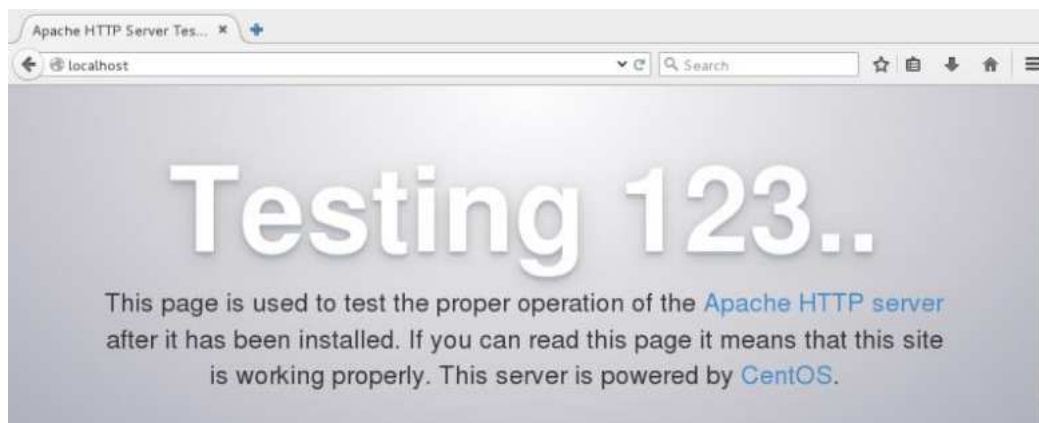 Apache HTTP Server Tes...
localhost
Search
Testing 123..
This page is used to test the proper operation of the Apache HTTP server
after it has been installed. If you can read this page it means that this site
is working properly. This server is powered by CentOS.